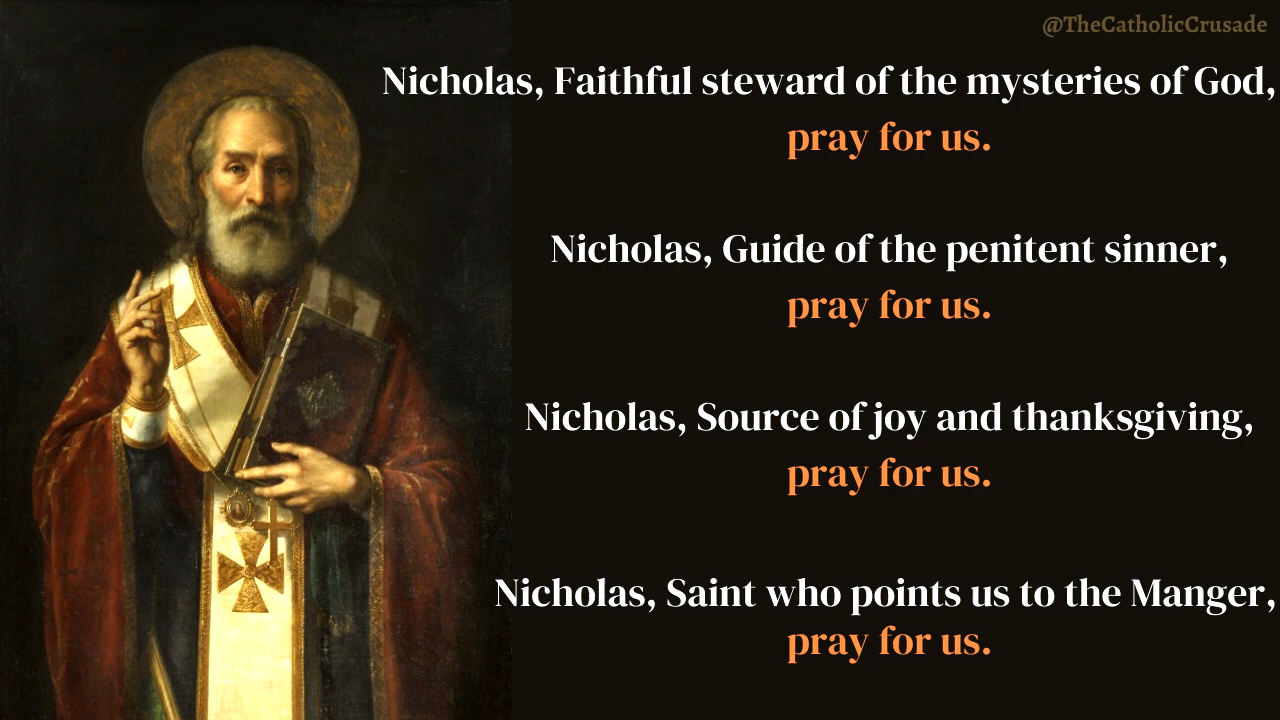 @TheCatholicCrusade
Nicholas, Faithful steward of the mysteries of God,
pray for us.
Nicholas, Guide of the penitent sinner,
pray for us.
Nicholas, Source of joy and thanksgiving,
pray for us.
Nicholas, Saint who points us to the Manger,
pray for us.